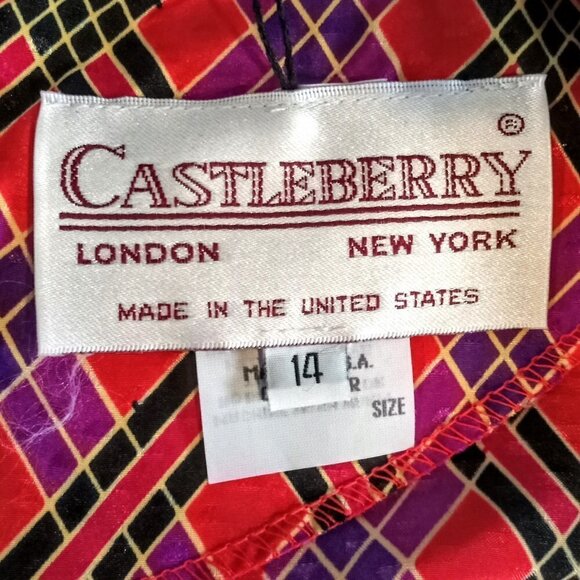 ®
CASTLEBERRY
LONDON NEW YORK
MADE IN THE UNITED STATES
14
SIZE